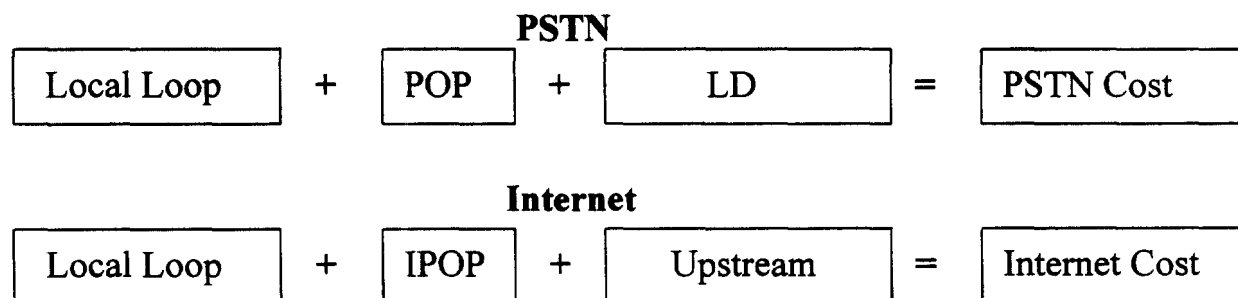 PSTN
Local Loop + POP + LD = PSTN Cost
Internet
Local Loop + IPOP + Upstream = Internet Cost